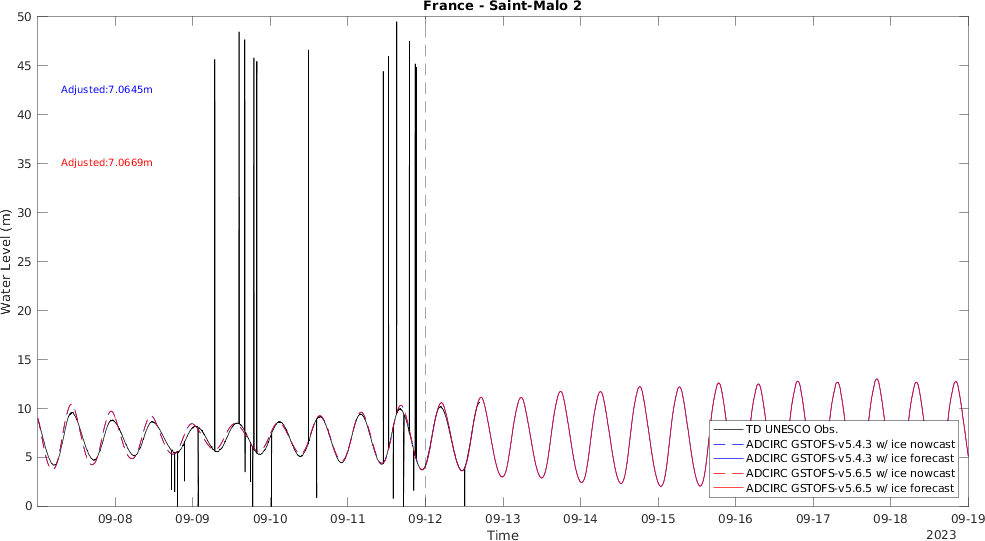 France - Saint-Malo 2
50
45
40
35
30
25
20
15
10
5
0
Water Level (m)
Adjusted:7.0645m
Adjusted:7.0669m
TD UNESCO Obs.
ADCIRC GSTOFS-v5.4.3 w/ ice nowcast
ADCIRC GSTOFS-v5.4.3 w/ ice forecast
ADCIRC GSTOFS-v5.6.5 w/ ice nowcast
ADCIRC GSTOFS-v5.6.5 w/ ice forecast
09-08 09-09 09-10 09-11 09-12 09-13 09-14 09-15 09-16 09-17 09-18 09-19
Time
2023